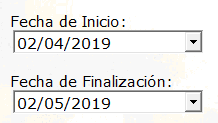 Fecha de Inicio:
02/04/2019
Fecha de Finalización:
02/05/2019